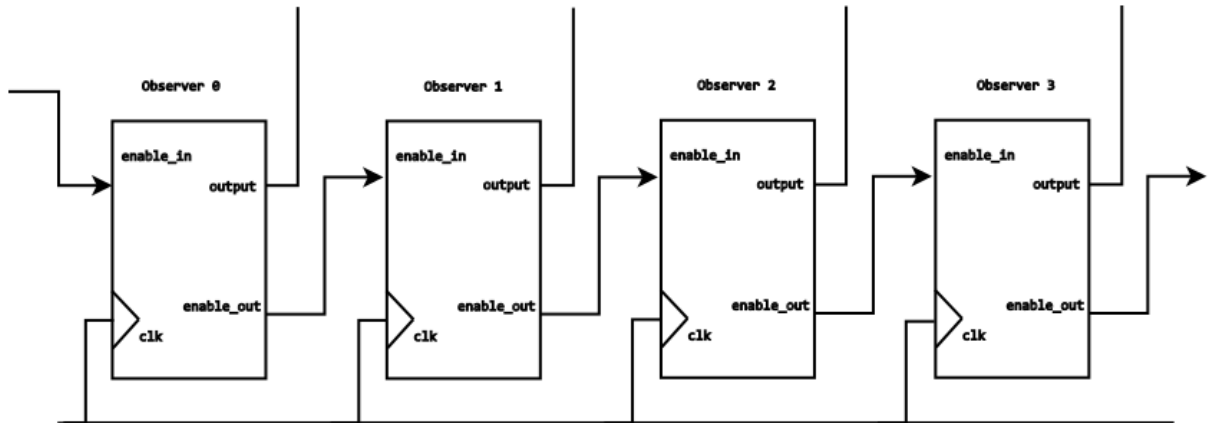 Observer 0
enable_in
output
enable_out
clk
Observer 1
enable_in
output
enable_out
clk
Observer 2
enable_in
output
enable_out
clk
Observer 3
enable_in
output
enable_out
clk